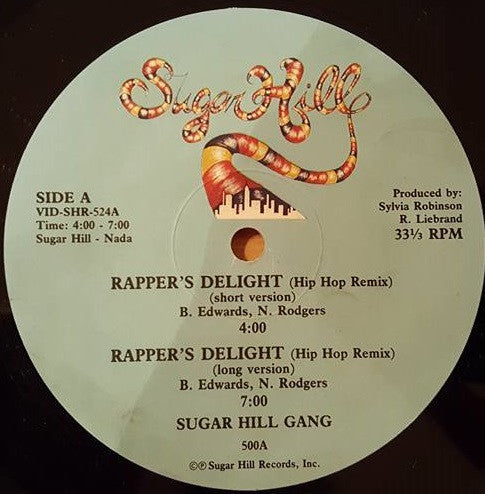 Sugar Hill
SIDE A
VID-SHR-524A
Time: 4:00 - 7:00
Sugar Hill - Nada
Produced by:
Sylvia Robinson
R. Liebrand
33⅓ RPM
RAPPER'S DELIGHT (Hip Hop Remix)
(short version)
B. Edwards, N. Rodgers
4:00
RAPPER'S DELIGHT (Hip Hop Remix)
(long version)
B. Edwards, N. Rodgers
7:00
SUGAR HILL GANG
500A
©℗ Sugar Hill Records, Inc.